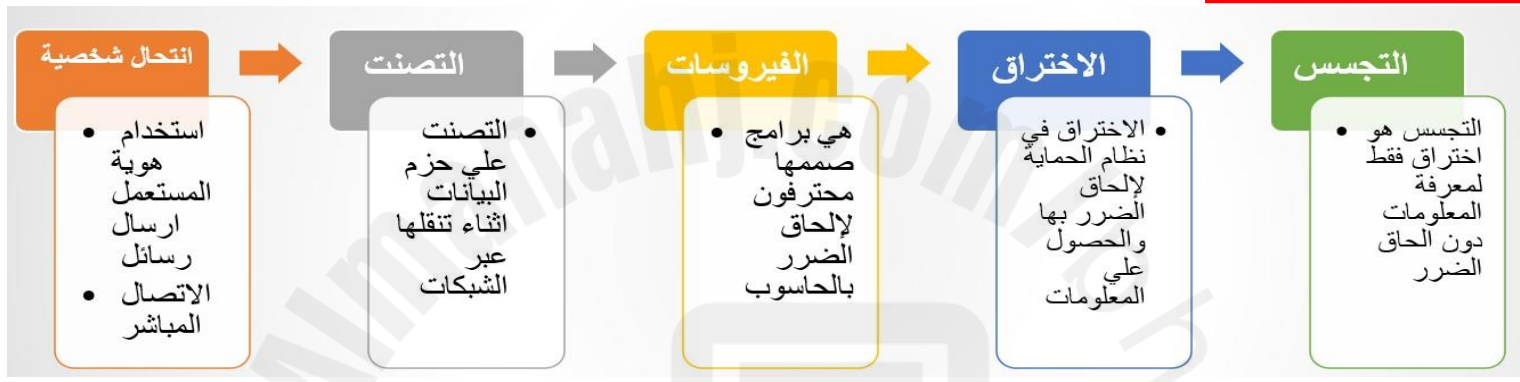 انتحال شخصية
استخدام
هوية
المستعمل
ارسال
رسائل
الاتصال
المباشر
التصنت
التصنت
علي حزم
البيانات
اثناء تنقلها
عبر
الشبكات
الفيروسات
هي برامج
صممها
محترفون
لإلحاق
الضرر
بالحاسوب
الاختراق
الاختراق في
نظام الحماية
لإلحاق
الضرر بها
والحصول
علي
المعلومات
التجسس
التجسس هو
اختراق فقط
لمعرفة
المعلومات
دون الحاق
الضرر